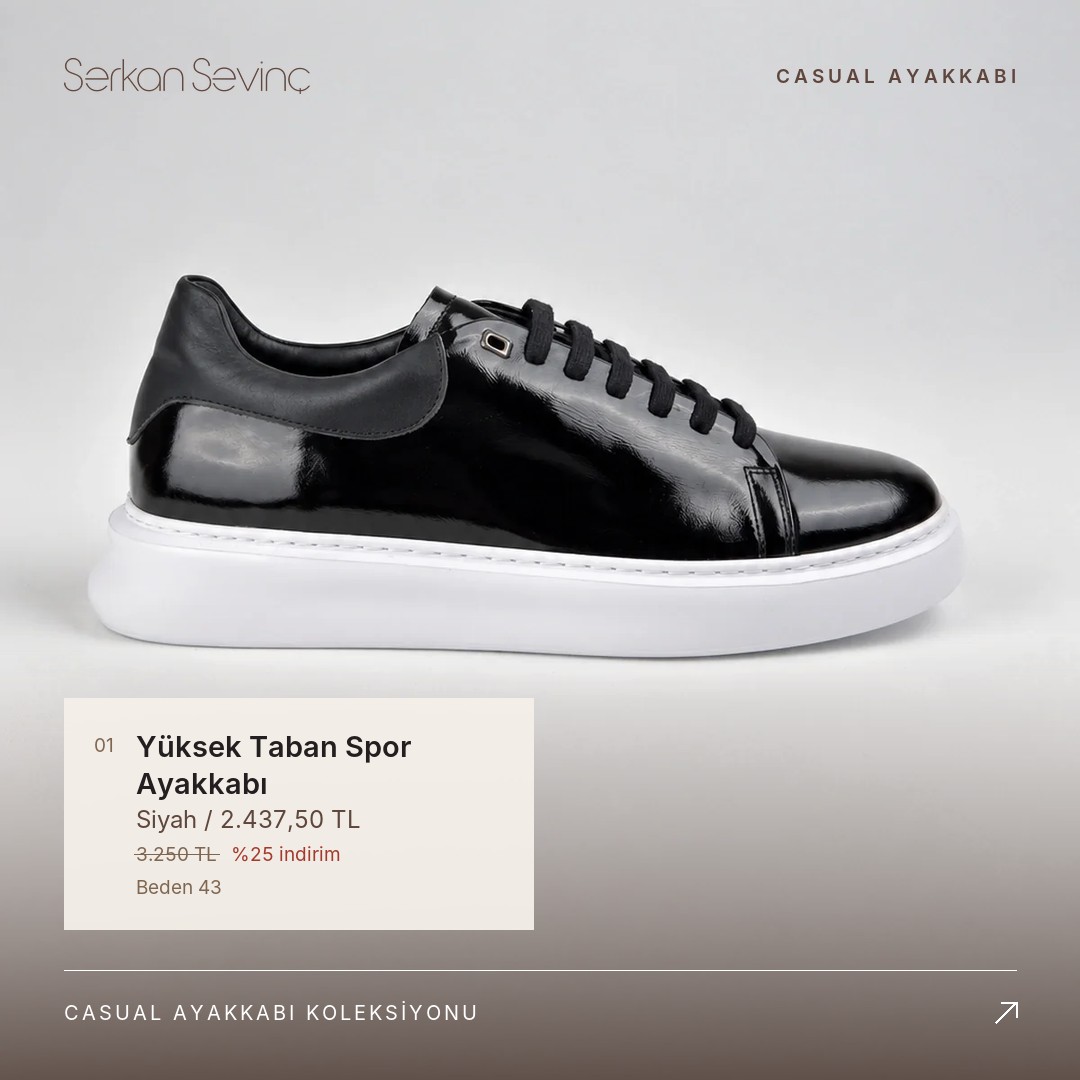 Serkan Sevinç
CASUAL AYAKKABI
01
Yüksek Taban Spor
Ayakkabı
Siyah / 2.437,50 TL
3.250 TL %25 indirim
Beden 43
CASUAL AYAKKABI KOLEKSİYONU